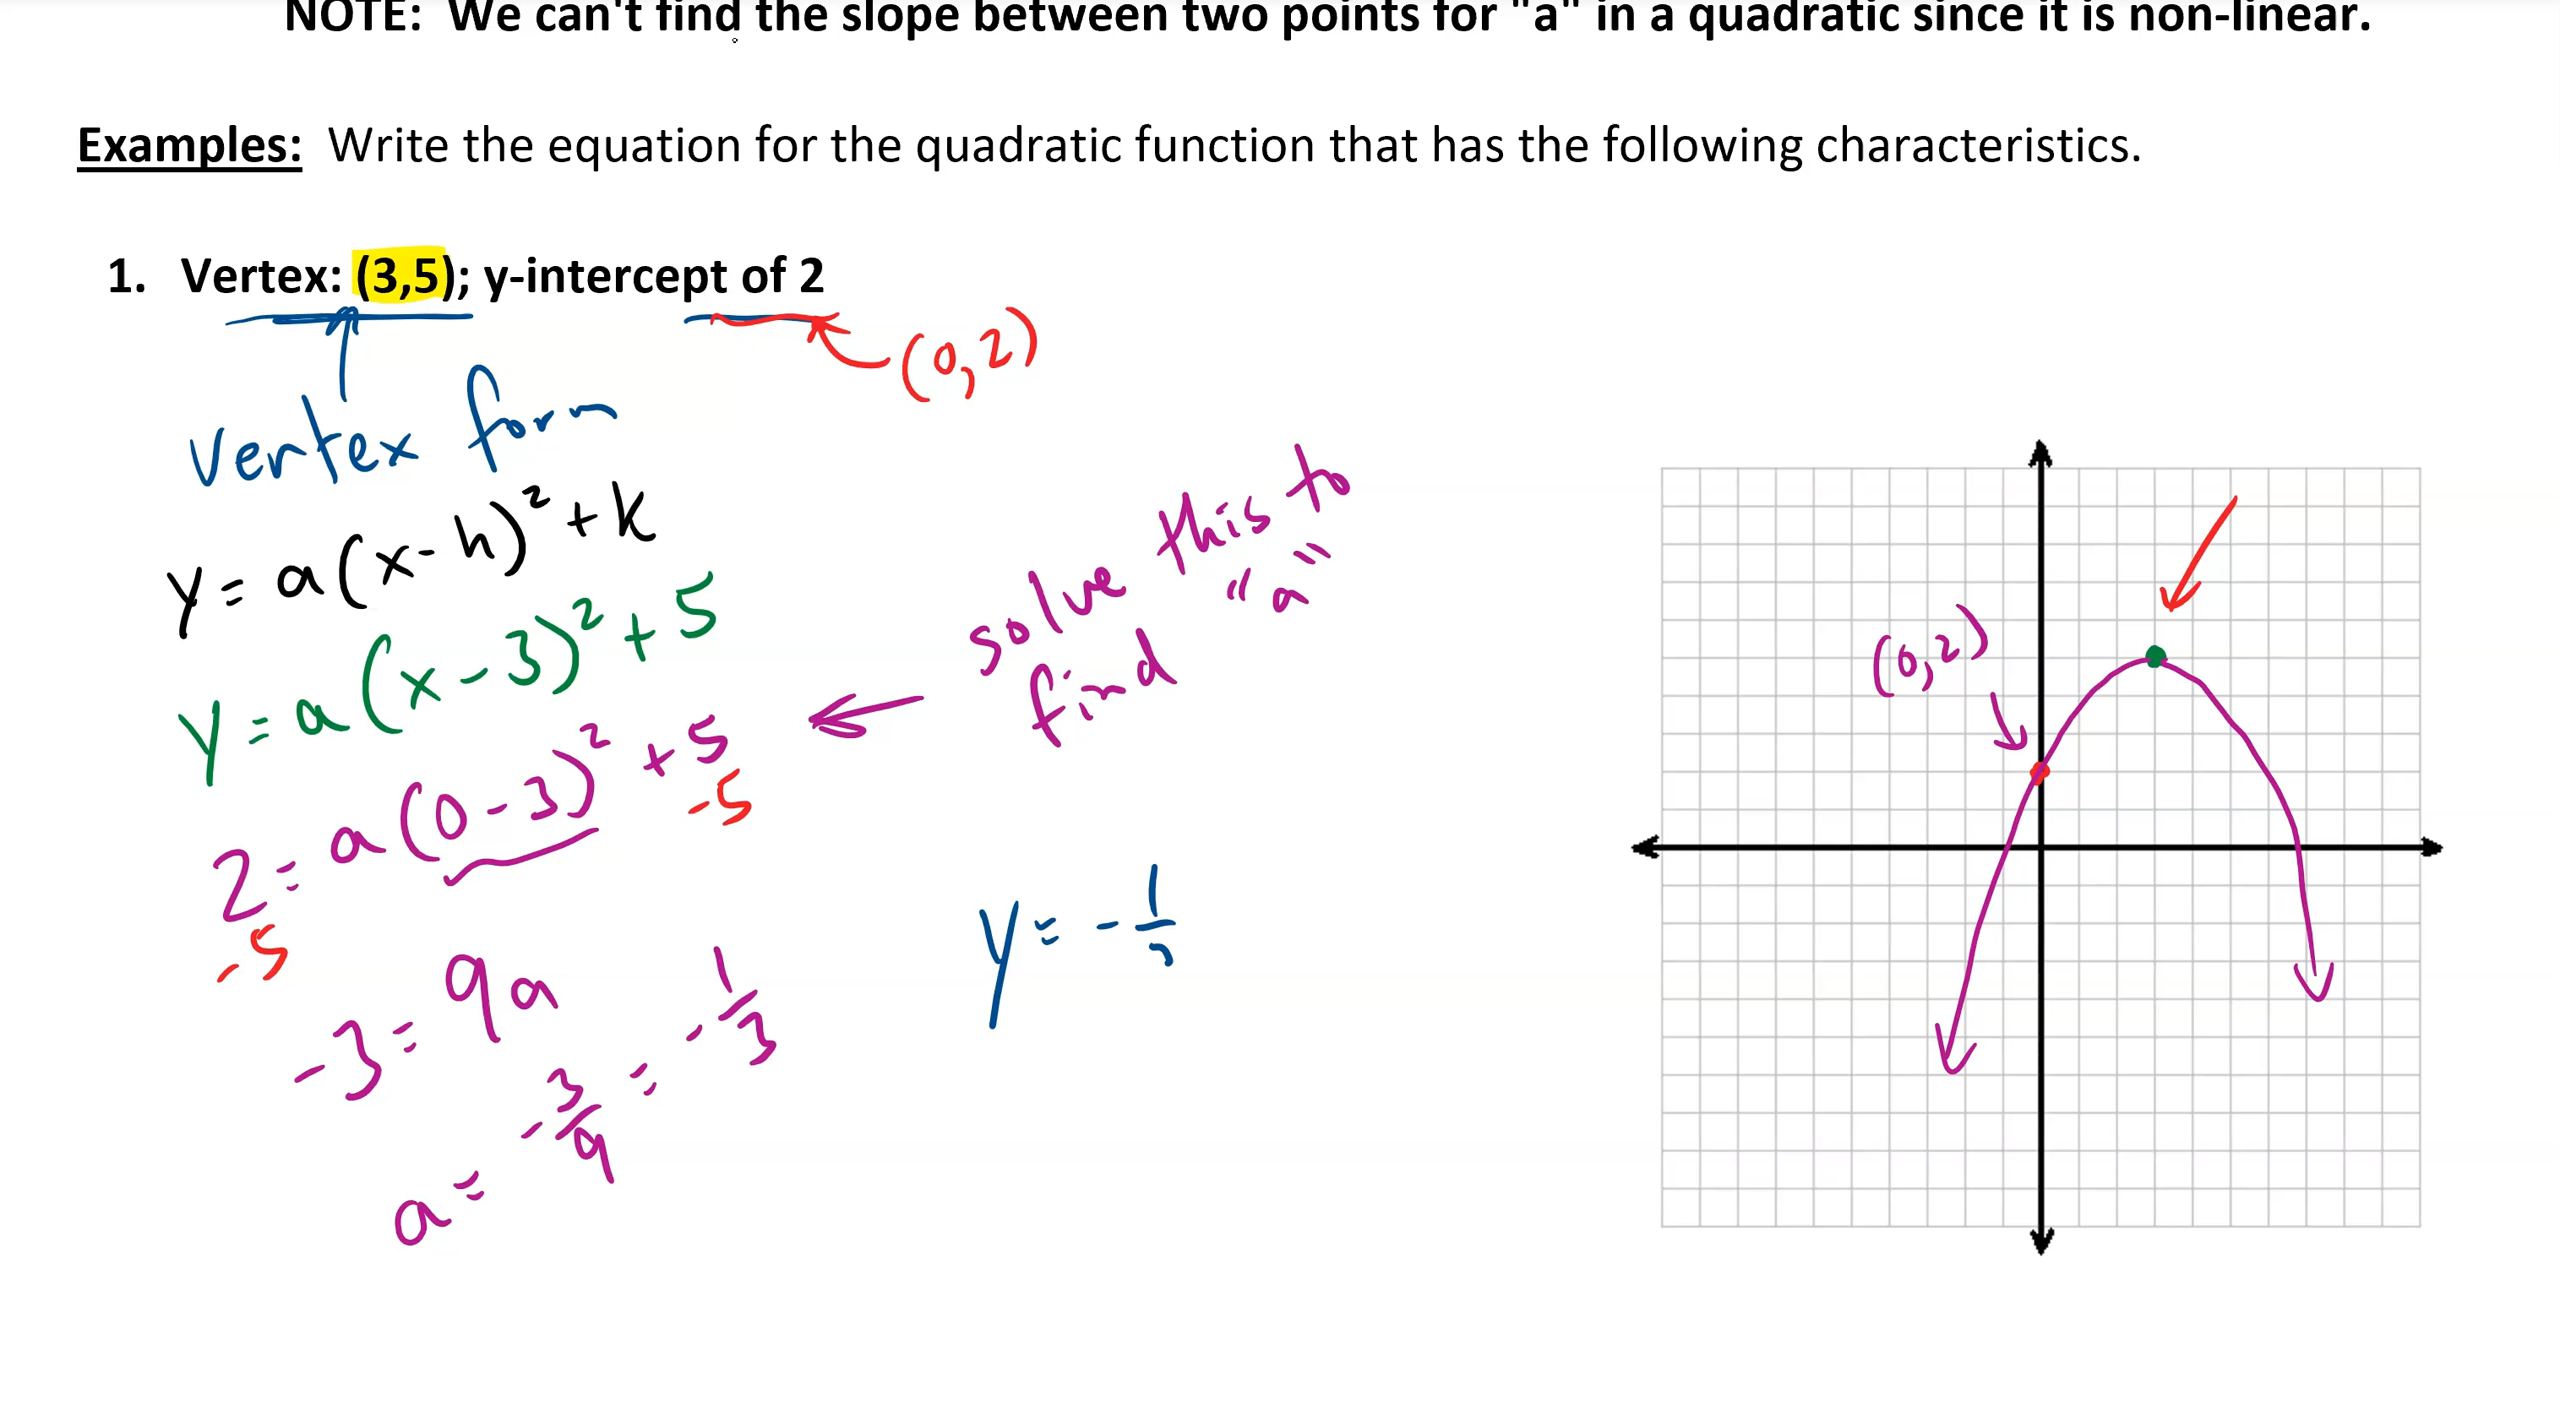 NOTE: We can't find the slope between two points for "a" in a quadratic since it is non-linear.
Examples: Write the equation for the quadratic function that has the following characteristics.
1. Vertex: (3,5); y-intercept of 2
(0,2)
Vertex form
y = a(x-h)²+k
y = a(x-3)²+5
2 = a(0-3)²+5
-5 -5
-3 = 9a
a = -3/9 = -1/3
solve this to
find "a"
y = -1/
(0,2)